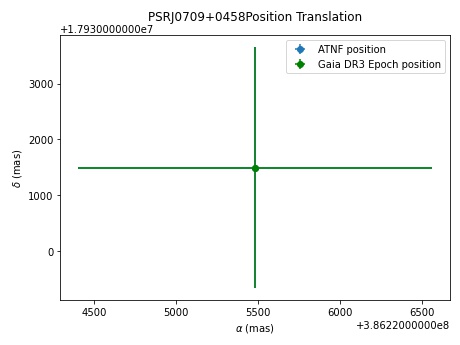 PSRJ0709+0458Position Translation
+1.7930000000e7
ATNF position
Gaia DR3 Epoch position
3000
2000
1000
0
δ (mas)
4500 5000 5500 6000 6500
+3.8622000000e8
α (mas)